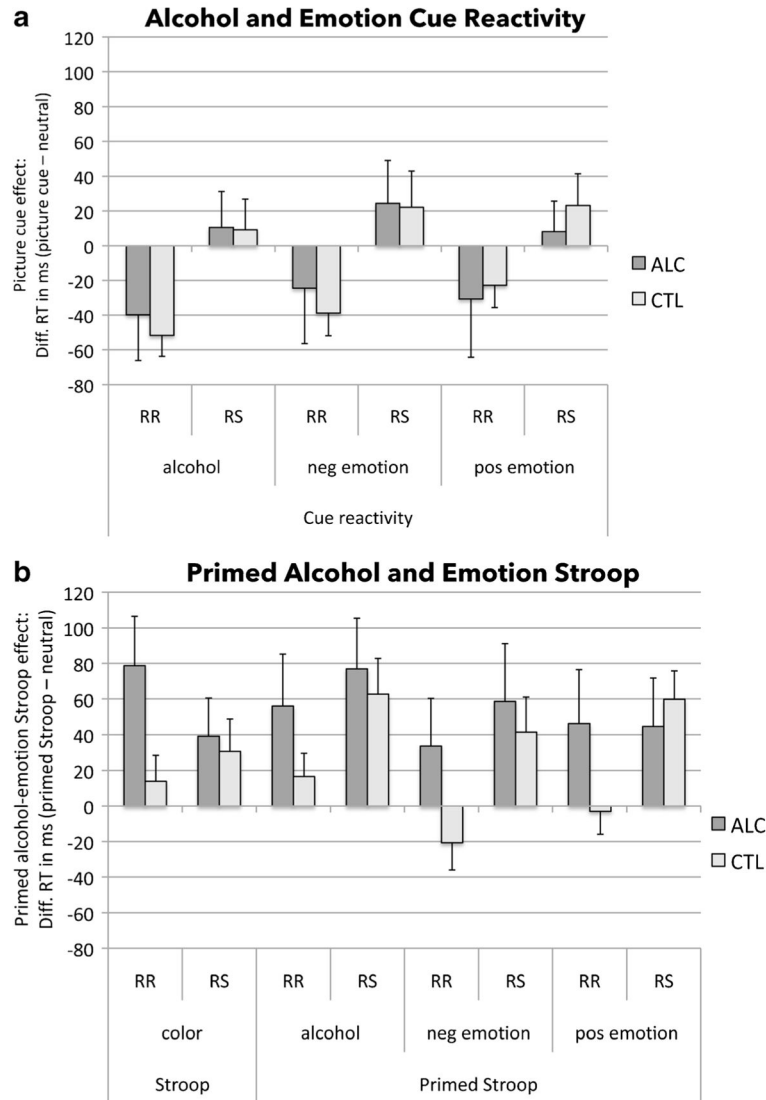 a
Alcohol and Emotion Cue Reactivity
Picture cue effect:
Diff. RT in ms (picture cue – neutral)
120
100
80
60
40
20
0
-20
-40
-60
-80
ALC
CTL
RR RS RR RS RR RS
alcohol neg emotion pos emotion
Cue reactivity
b
Primed Alcohol and Emotion Stroop
Primed alcohol-emotion Stroop effect:
Diff. RT in ms (primed Stroop – neutral)
120
100
80
60
40
20
0
-20
-40
-60
-80
ALC
CTL
RR RS RR RS RR RS RR RS
color alcohol neg emotion pos emotion
Stroop Primed Stroop